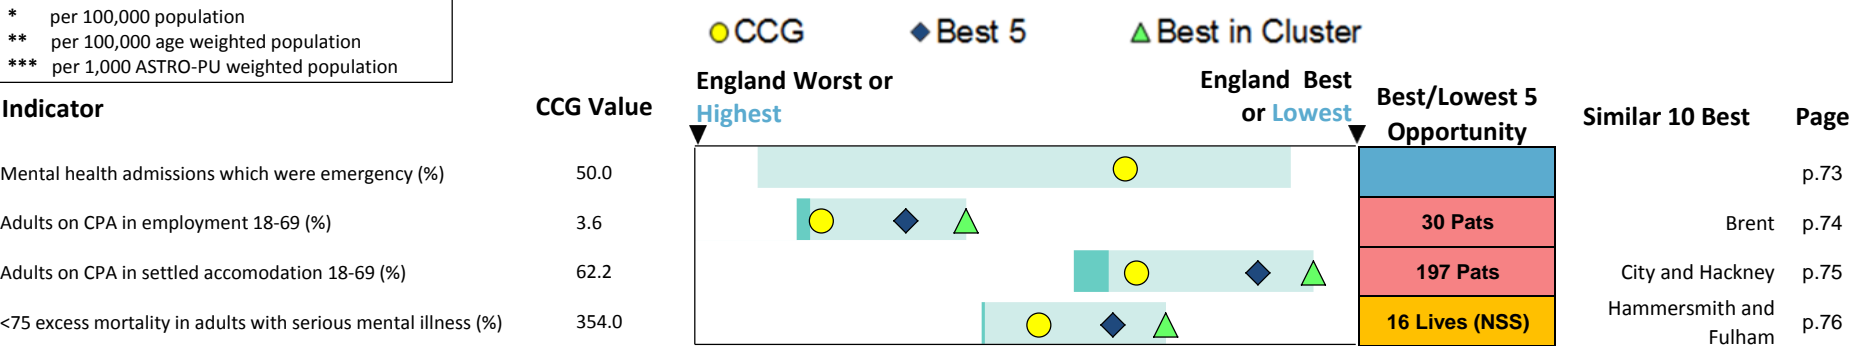 * per 100,000 population
** per 100,000 age weighted population
*** per 1,000 ASTRO-PU weighted population
CCG Best 5 Best in Cluster
Indicator CCG Value England Worst or
Highest England Best
or Lowest Best/Lowest 5
Opportunity Similar 10 Best Page
Mental health admissions which were emergency (%) 50.0 p.73
Adults on CPA in employment 18-69 (%) 3.6 30 Pats Brent p.74
Adults on CPA in settled accomodation 18-69 (%) 62.2 197 Pats City and Hackney p.75
<75 excess mortality in adults with serious mental illness (%) 354.0 16 Lives (NSS) Hammersmith and
Fulham p.76